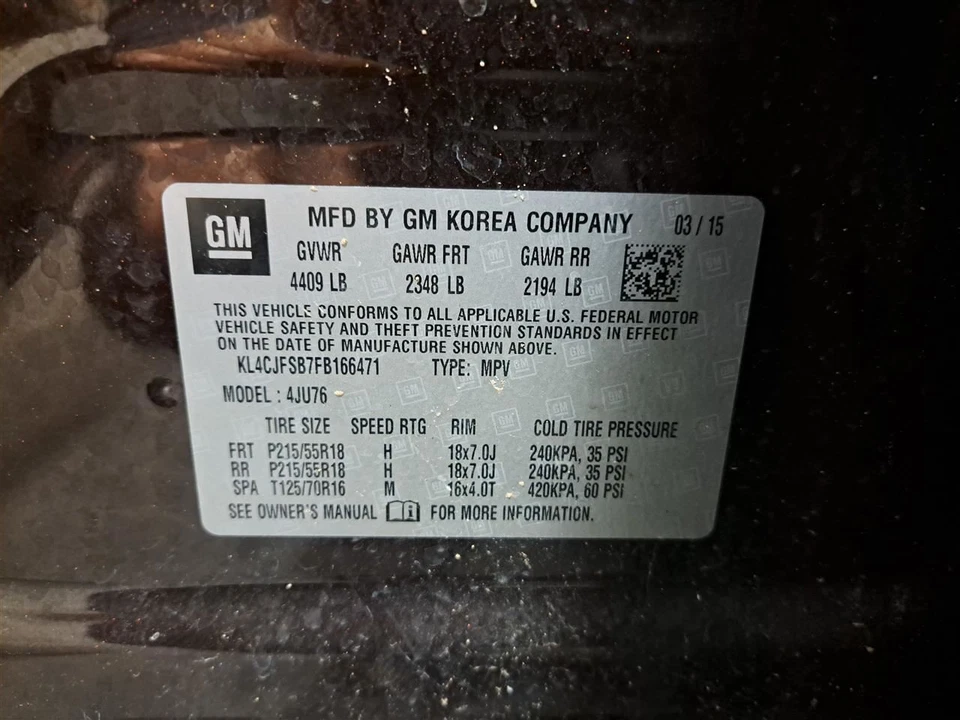 GM MFD BY GM KOREA COMPANY 03 / 15
GVWR GAWR FRT GAWR RR
4409 LB 2348 LB 2194 LB
THIS VEHICLE CONFORMS TO ALL APPLICABLE U.S. FEDERAL MOTOR
VEHICLE SAFETY AND THEFT PREVENTION STANDARDS IN EFFECT
ON THE DATE OF MANUFACTURE SHOWN ABOVE.
KL4CJFSB7FB166471 TYPE: MPV
MODEL : 4JU76
TIRE SIZE SPEED RTG RIM COLD TIRE PRESSURE
FRT P215/55R18 H 18x7.0J 240KPA, 35 PSI
RR P215/55R18 H 18x7.0J 240KPA, 35 PSI
SPA T125/70R16 M 16x4.0T 420KPA, 60 PSI
SEE OWNER'S MANUAL FOR MORE INFORMATION.